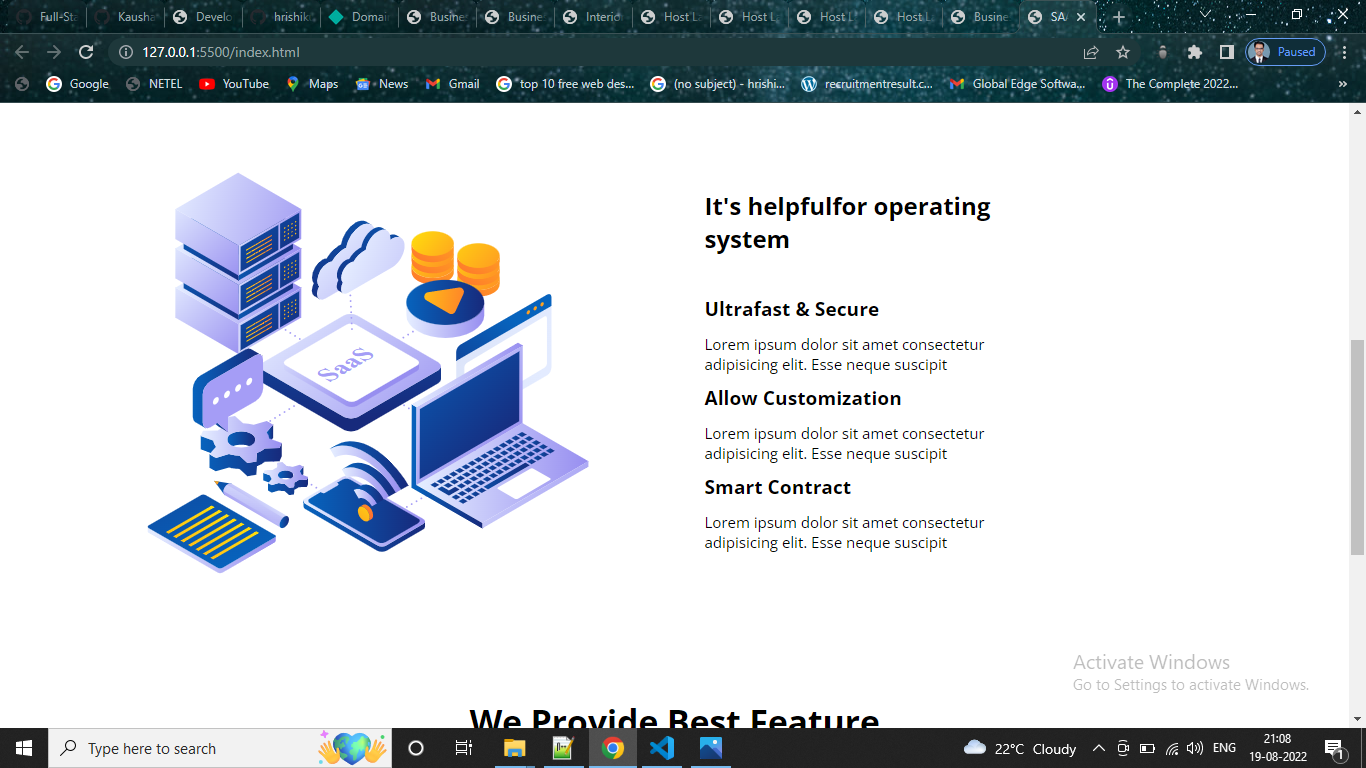 Full-Sta
Kausha
Develo
hrishik
Domai
Busine
Busine
Interio
Host L
Host L
Host L
Host L
Busine
SA
127.0.0.1:5500/index.html
Paused
Google
NETEL
YouTube
Maps
News
Gmail
top 10 free web des...
(no subject) - hrishi...
recruitmentresult.c...
Global Edge Softwa...
The Complete 2022...
»
SaaS
It's helpfulfor operating
system
Ultrafast & Secure
Lorem ipsum dolor sit amet consectetur
adipisicing elit. Esse neque suscipit
Allow Customization
Lorem ipsum dolor sit amet consectetur
adipisicing elit. Esse neque suscipit
Smart Contract
Lorem ipsum dolor sit amet consectetur
adipisicing elit. Esse neque suscipit
Activate Windows
Go to Settings to activate Windows.
We Provide Best Feature
Type here to search
22°C Cloudy
ENG
21:08
19-08-2022
1